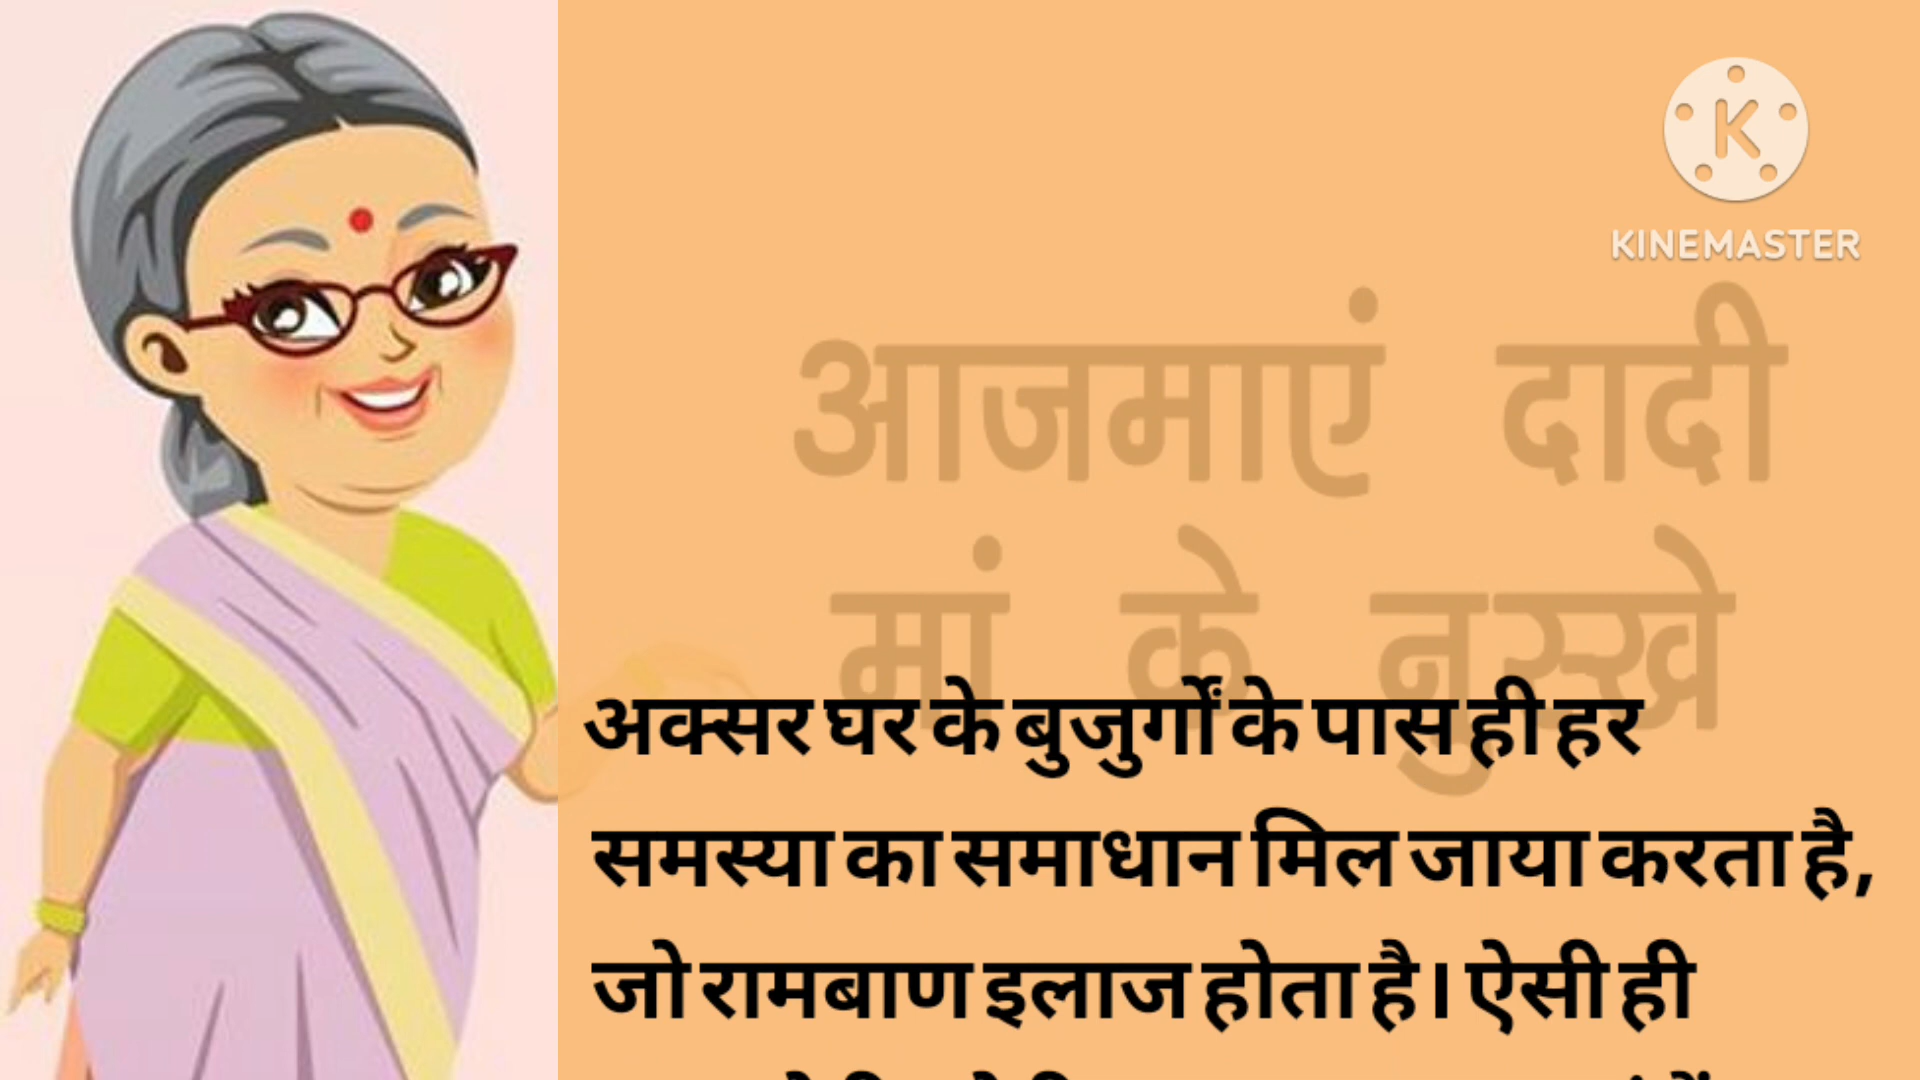 KINEMASTER
आजमाएं दादी
मां के नुस्खे
अक्सर घर के बुजुर्गों के पास ही हर
समस्या का समाधान मिल जाया करता है,
जो रामबाण इलाज होता है। ऐसी ही